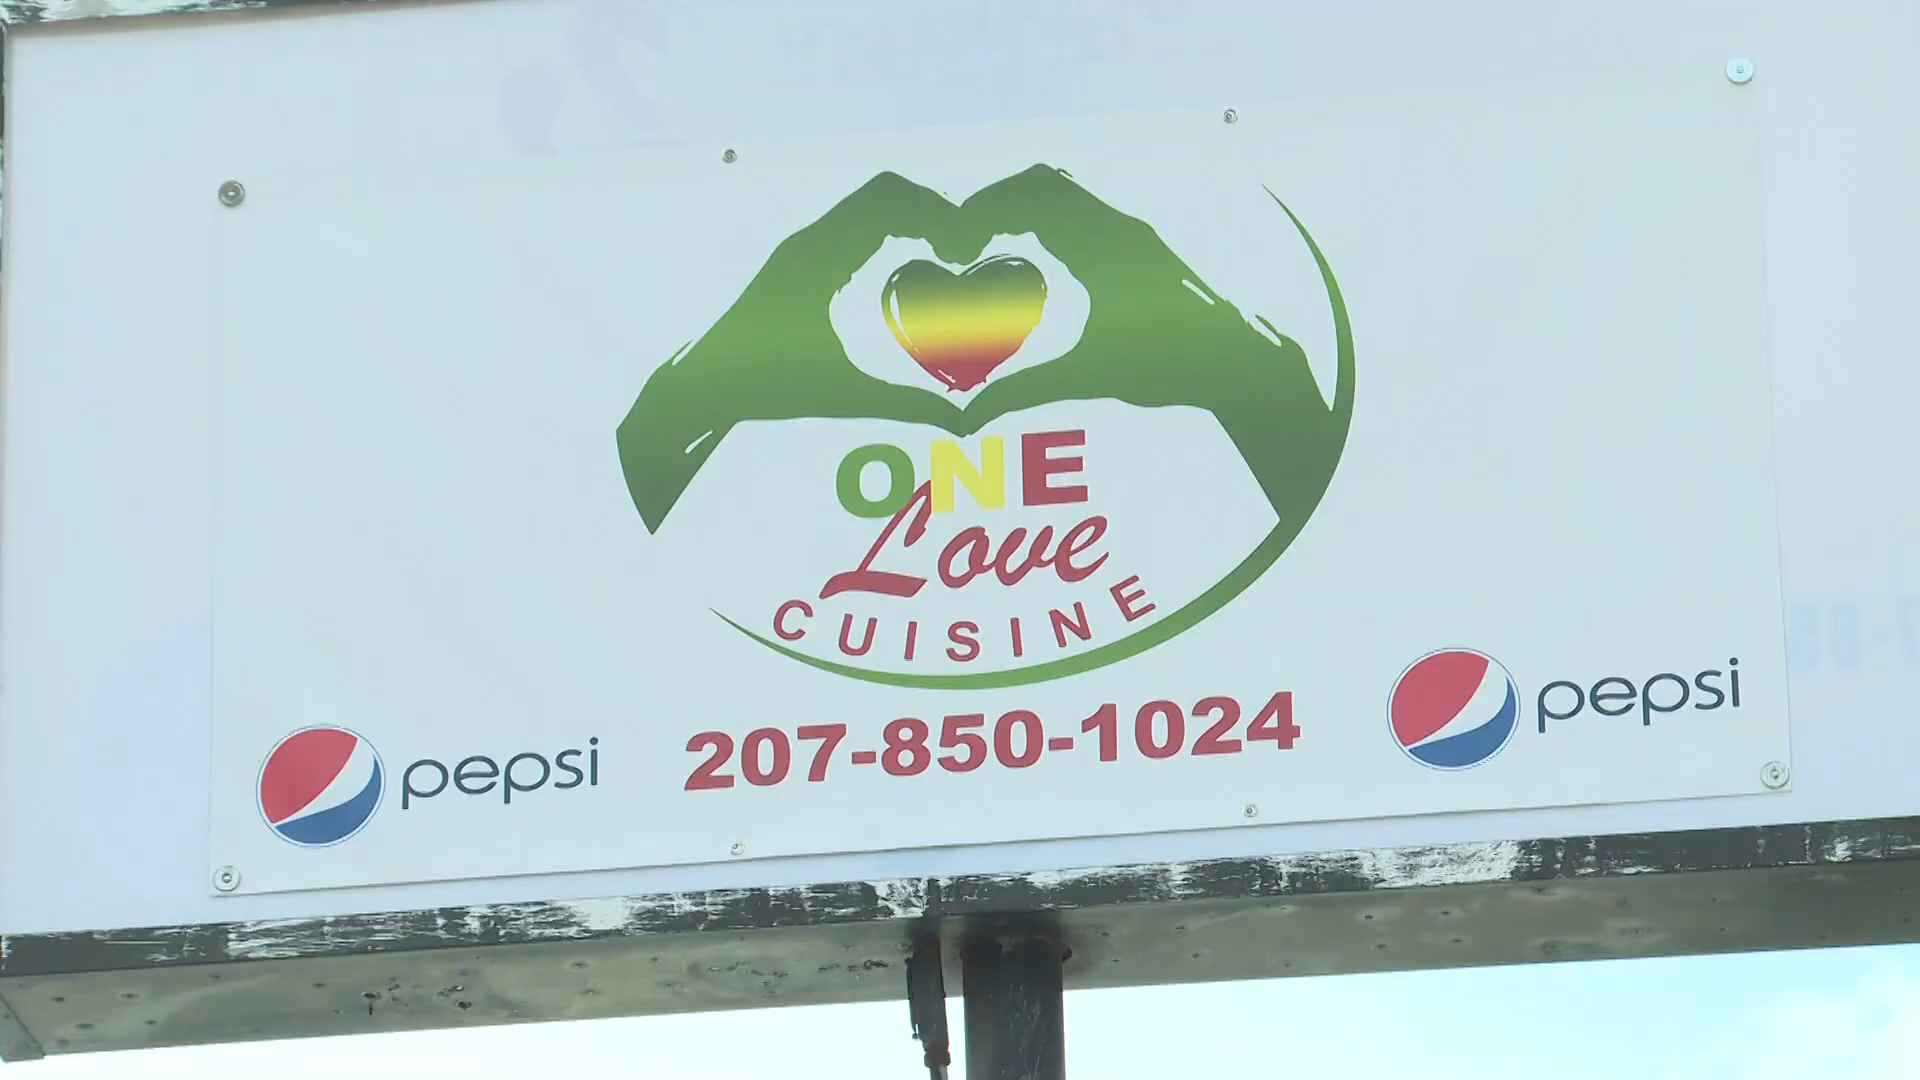 ONE
Love
CUISINE
207-850-1024
pepsi
pepsi